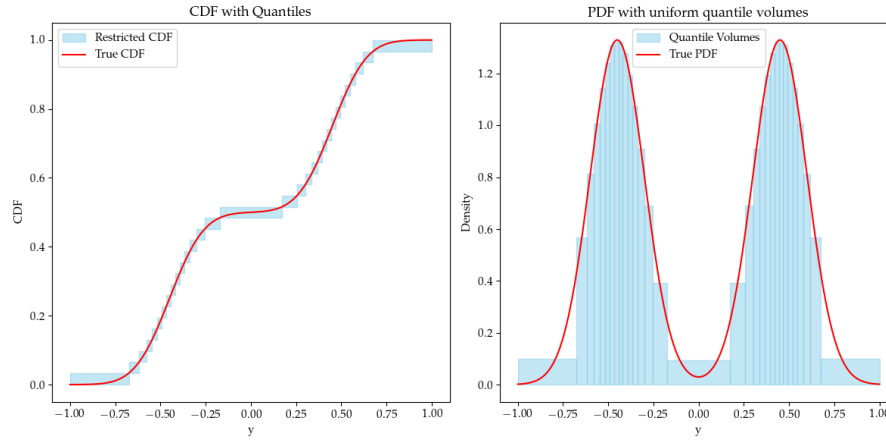 CDF with Quantiles
Restricted CDF
True CDF
CDF
1.0
0.8
0.6
0.4
0.2
0.0
−1.00 −0.75 −0.50 −0.25 0.00 0.25 0.50 0.75 1.00
y
PDF with uniform quantile volumes
Quantile Volumes
True PDF
Density
1.2
1.0
0.8
0.6
0.4
0.2
0.0
−1.00 −0.75 −0.50 −0.25 0.00 0.25 0.50 0.75 1.00
y